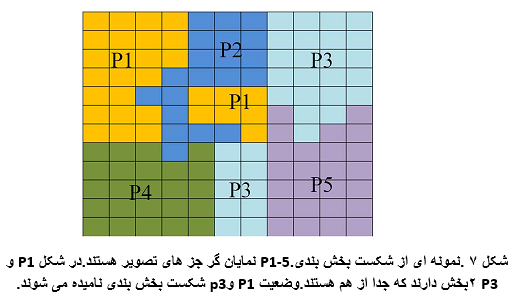 P1
P2
P3
P1
P4
P3
P5
شکل ۷ .نمونه ای از شکست بخش بندی.P1-5 نمایان گر جز های تصویر هستند.در شکل P1 و
P3 ۲بخش دارند که جدا از هم هستند.وضعیت P1 وp3 شکست بخش بندی نامیده می شوند.